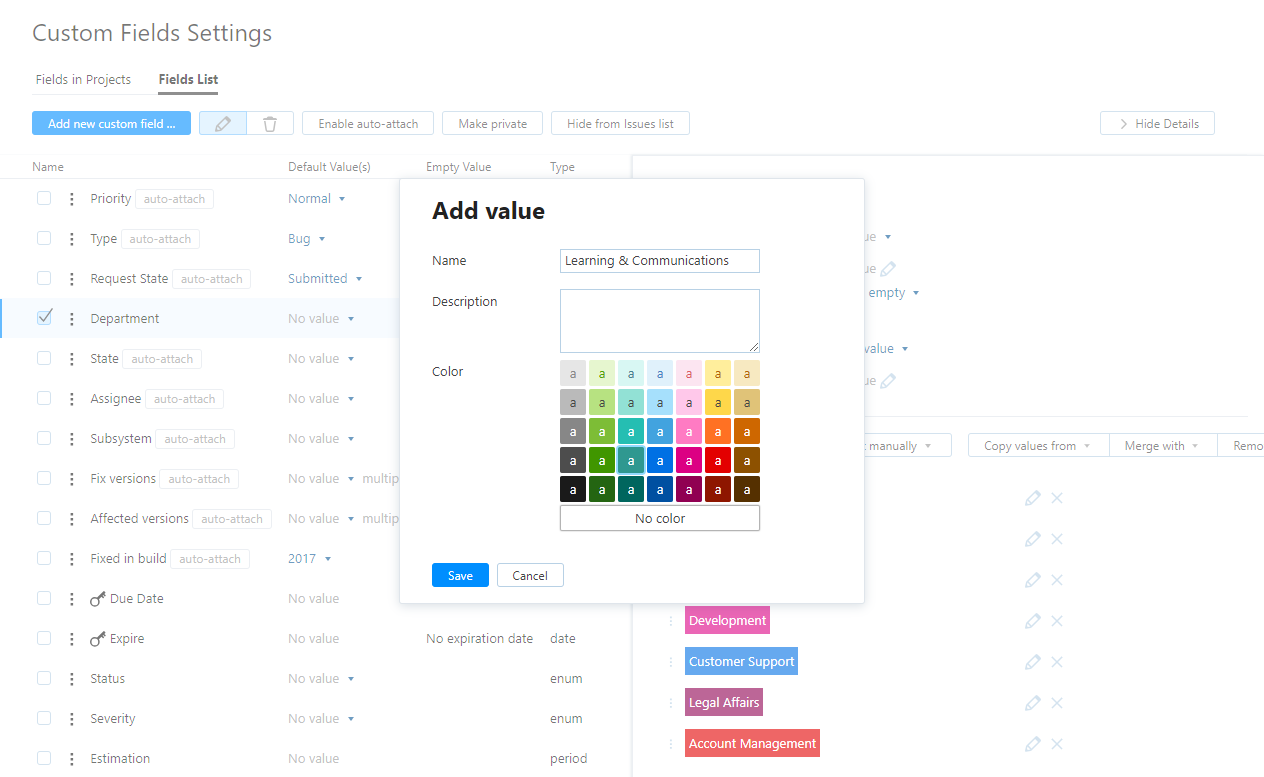 Custom Fields Settings
Fields in Projects Fields List
Add new custom field ... Enable auto-attach Make private Hide from Issues list Hide Details
Name Default Value(s) Empty Value Type
Priority auto-attach Normal
Type auto-attach Bug
Request State auto-attach Submitted
Department No value
State auto-attach No value
Assignee auto-attach No value
Subsystem auto-attach No value
Fix versions auto-attach No value multip
Affected versions auto-attach No value multip
Fixed in build auto-attach 2017
Due Date No value
Expire No value No expiration date date
Status No value enum
Severity No value enum
Estimation No value period
Add value
Name Learning & Communications
Description
Color
a a a a a a a
a a a a a a a
a a a a a a a
a a a a a a a
a a a a a a a
No color
Save Cancel
ue
ue
empty
value
ue
manually Copy values from Merge with Remo
Development
Customer Support
Legal Affairs
Account Management